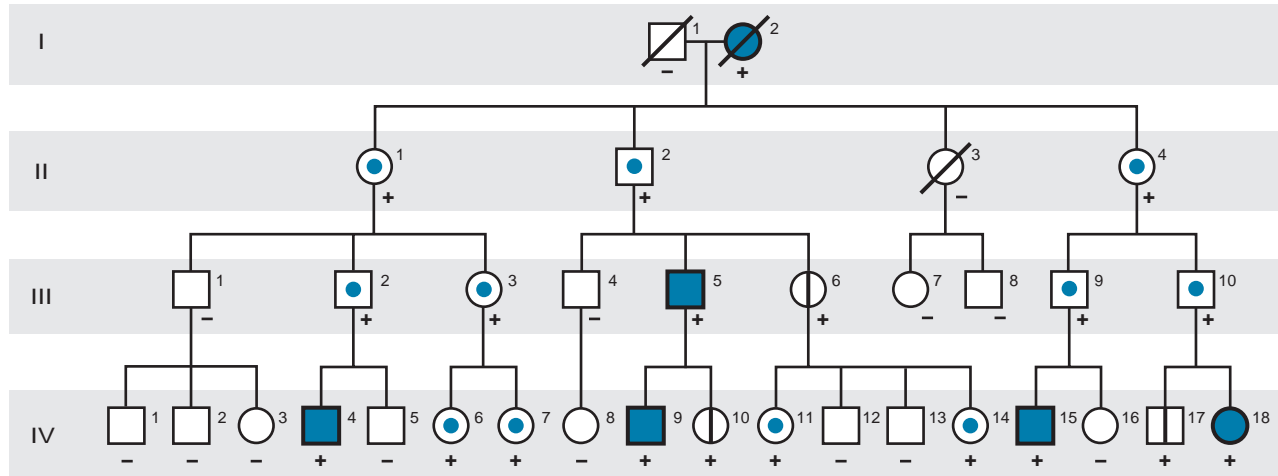 I 1 2
− +
II 1 2 3 4
+ + − +
III 1 2 3 4 5 6 7 8 9 10
− + + − + + − − + +
IV 1 2 3 4 5 6 7 8 9 10 11 12 13 14 15 16 17 18
− − − + − + + − + + + − − + + − + +